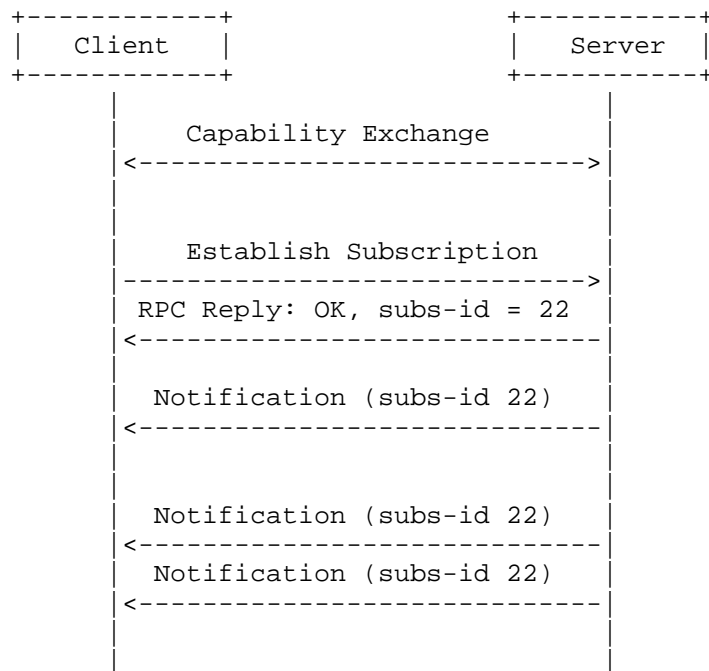 Client Server
Capability Exchange
Establish Subscription
RPC Reply: OK, subs-id = 22
Notification (subs-id 22)
Notification (subs-id 22)
Notification (subs-id 22)